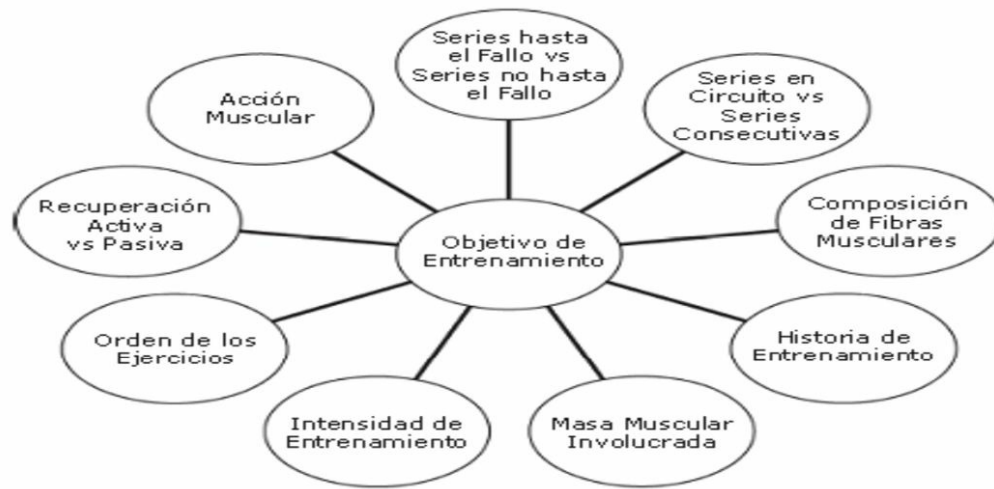 Series hasta
el Fallo vs
Series no hasta
el Fallo
Series en
Circuito vs
Series
Consecutivas
Composición
de Fibras
Musculares
Historia de
Entrenamiento
Masa Muscular
Involucrada
Intensidad de
Entrenamiento
Orden de los
Ejercicios
Recuperación
Activa
vs Pasiva
Acción
Muscular
Objetivo de
Entrenamiento